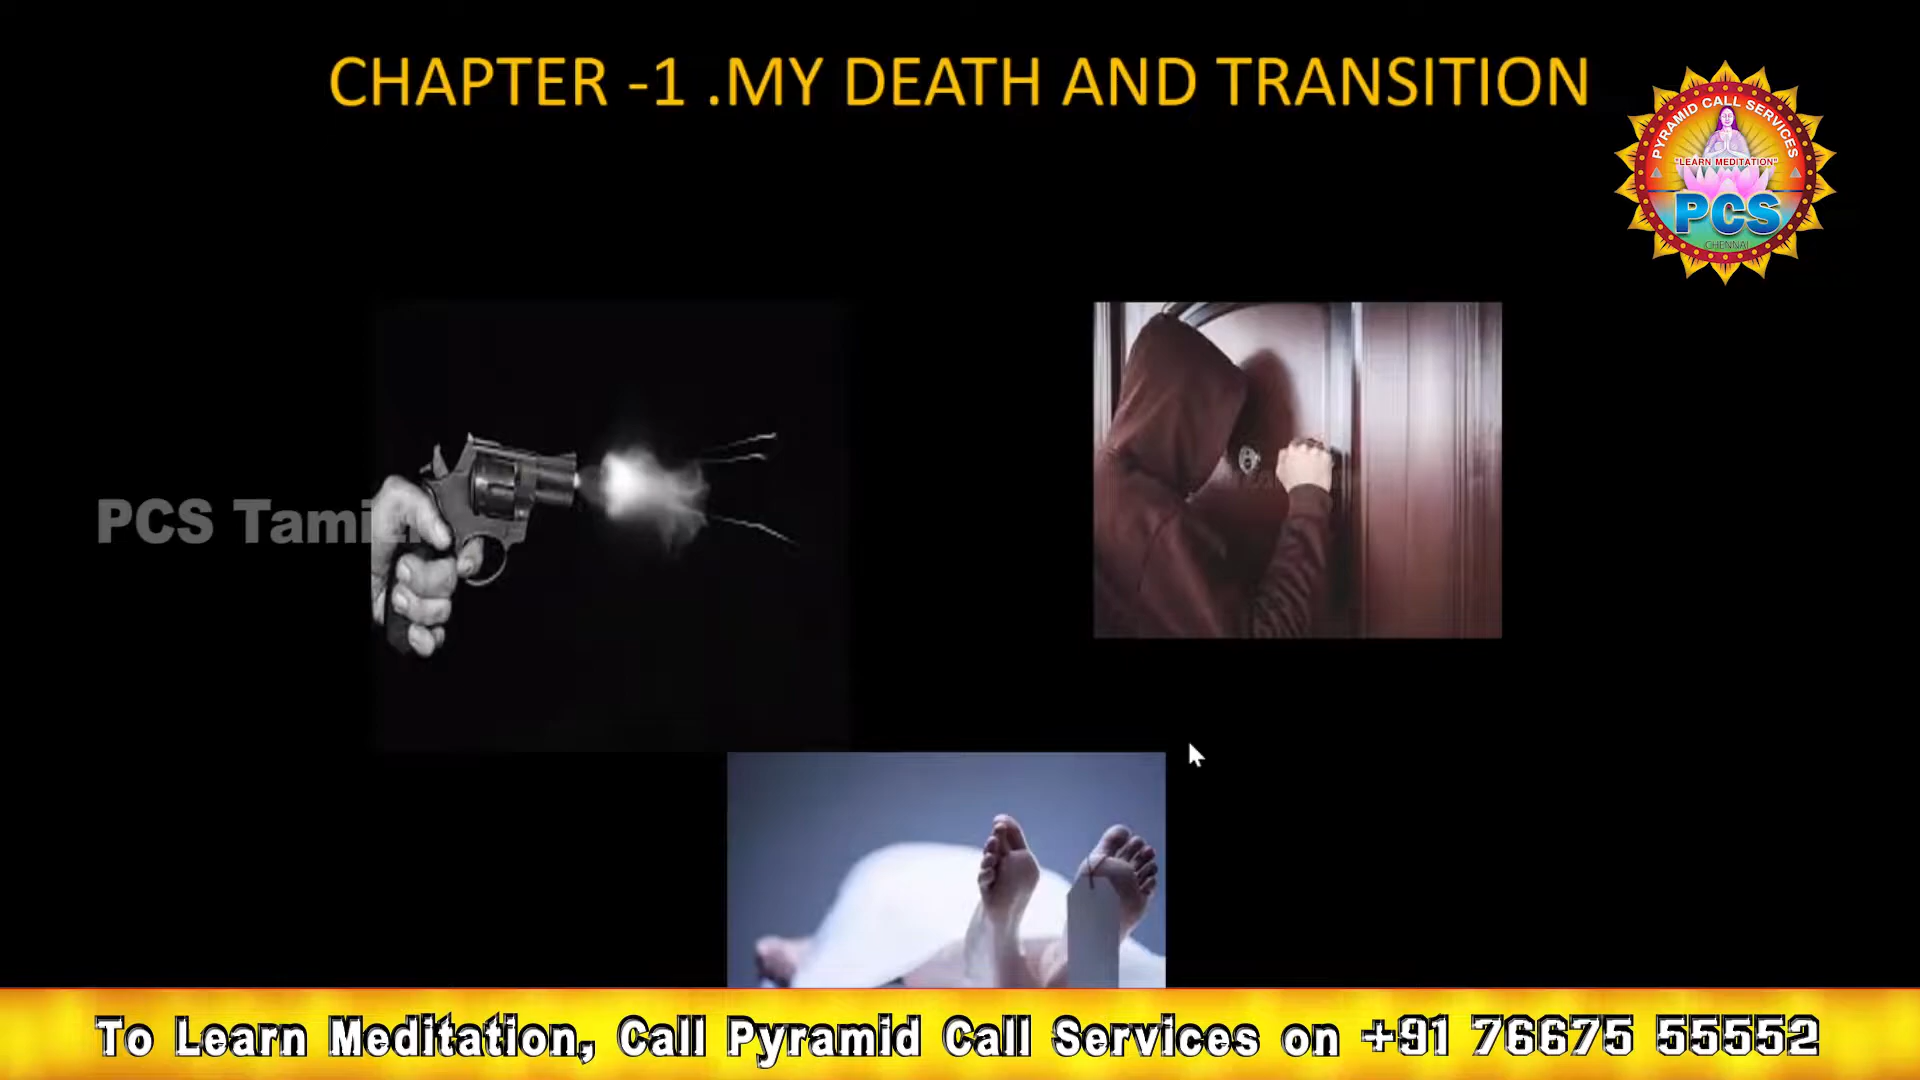 CHAPTER -1 .MY DEATH AND TRANSITION
PYRAMID CALL SERVICES
"LEARN MEDITATION"
PCS
CHENNAI
PCS Tamil
To Learn Meditation, Call Pyramid Call Services on +91 76675 55552